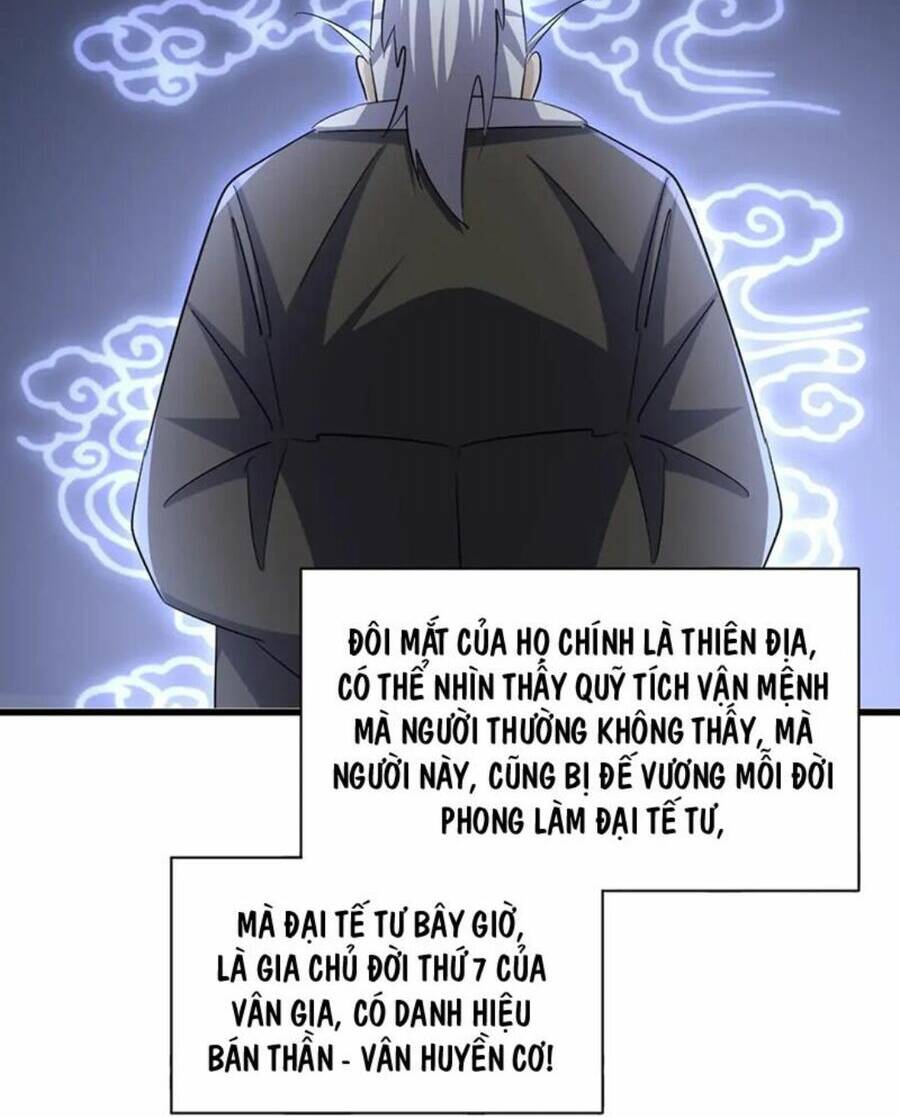 ĐÔI MẮT CỦA HỌ CHÍNH LÀ THIÊN ĐỊA,
CÓ THỂ NHÌN THẤY QUỸ TÍCH VẬN MỆNH
MÀ NGƯỜI THƯỜNG KHÔNG THẤY, MÀ
NGƯỜI NÀY, CŨNG BỊ ĐẾ VƯƠNG MỖI ĐỜI
PHONG LÀM ĐẠI TẾ TƯ,
MÀ ĐẠI TẾ TƯ BÂY GIỜ,
LÀ GIA CHỦ ĐỜI THỨ 7 CỦA
VÂN GIA, CÓ DANH HIỆU
BÁN THẦN - VÂN HUYỀN CƠ!